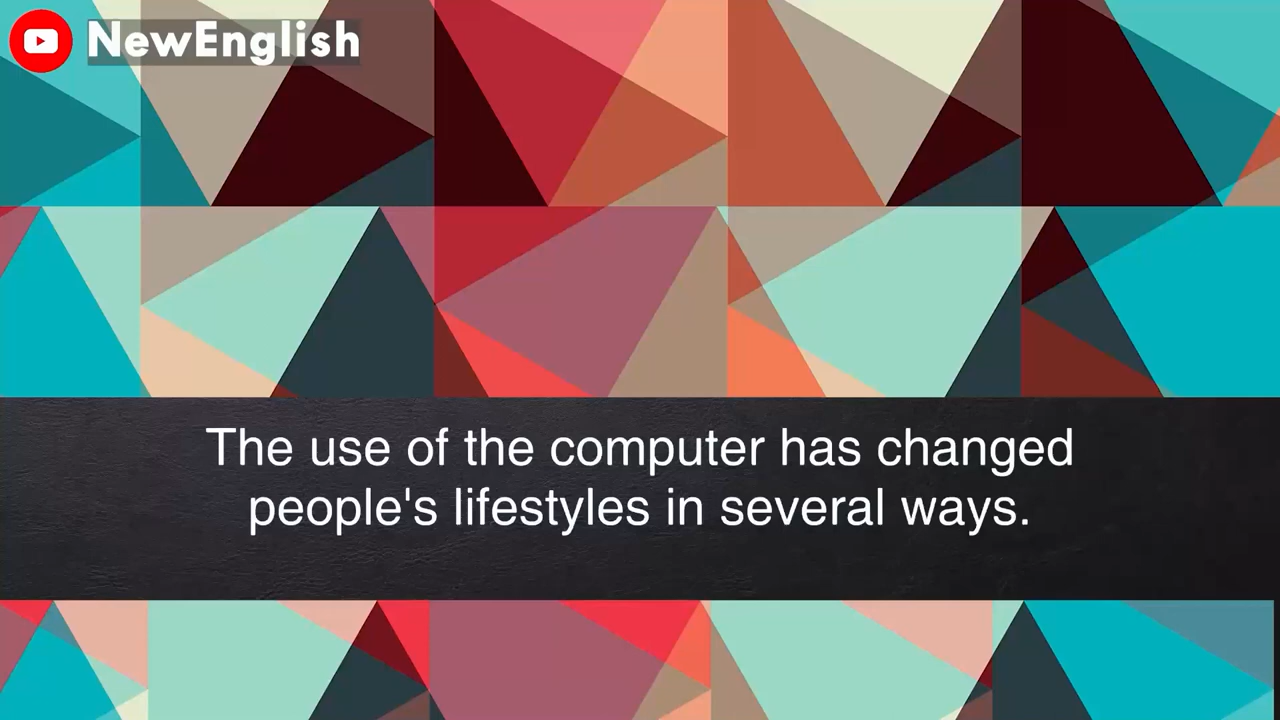 NewEnglish
The use of the computer has changed
people's lifestyles in several ways.